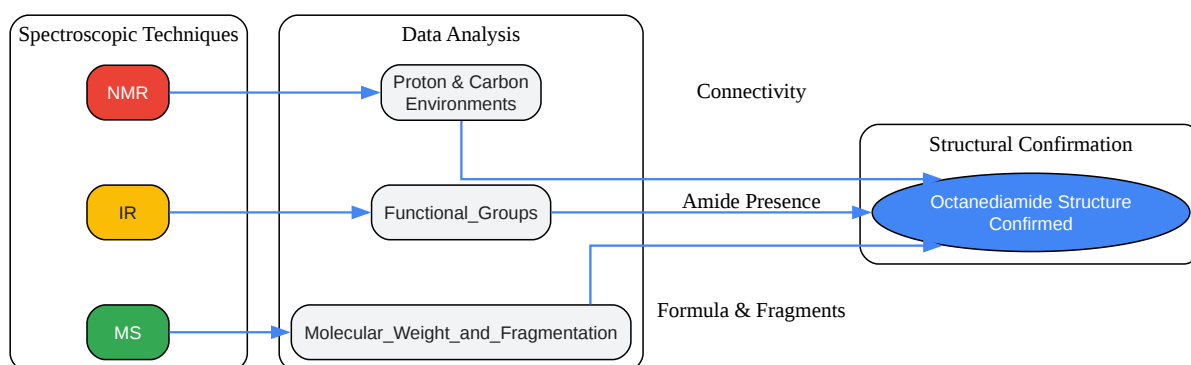 Spectroscopic Techniques
Data Analysis
NMR
Proton & Carbon
Environments
Connectivity
Structural Confirmation
IR
Functional_Groups
Amide Presence
Octanediamide Structure
Confirmed
MS
Molecular_Weight_and_Fragmentation
Formula & Fragments